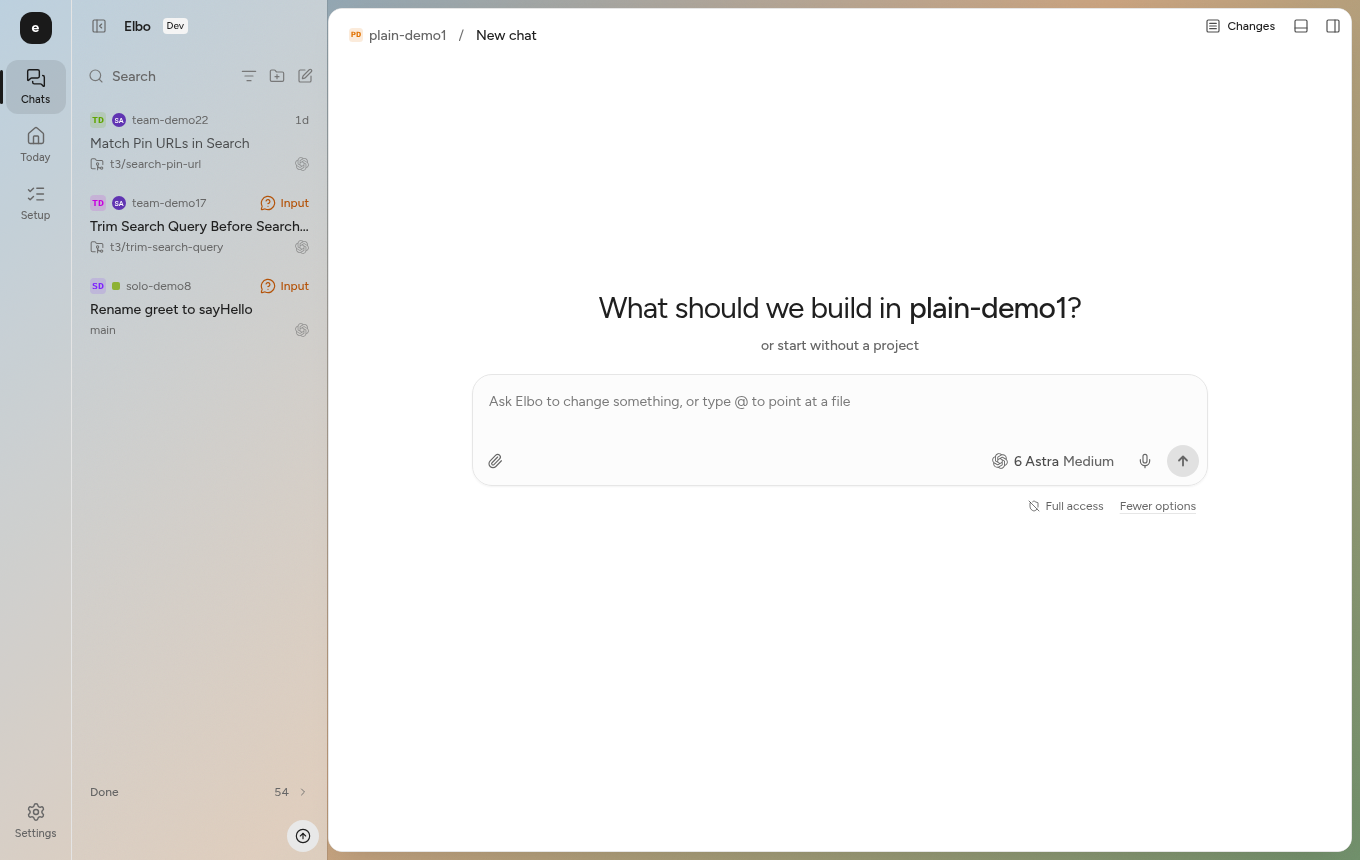 e
Chats
Today
Setup
Settings
Elbo Dev
Search
TD SA team-demo22 1d
Match Pin URLs in Search
t3/search-pin-url
TD SA team-demo17 Input
Trim Search Query Before Search...
t3/trim-search-query
SD solo-demo8 Input
Rename greet to sayHello
main
Done 54
PD plain-demo1 / New chat
Changes
What should we build in plain-demo1?
or start without a project
Ask Elbo to change something, or type @ to point at a file
6 Astra Medium
Full access Fewer options